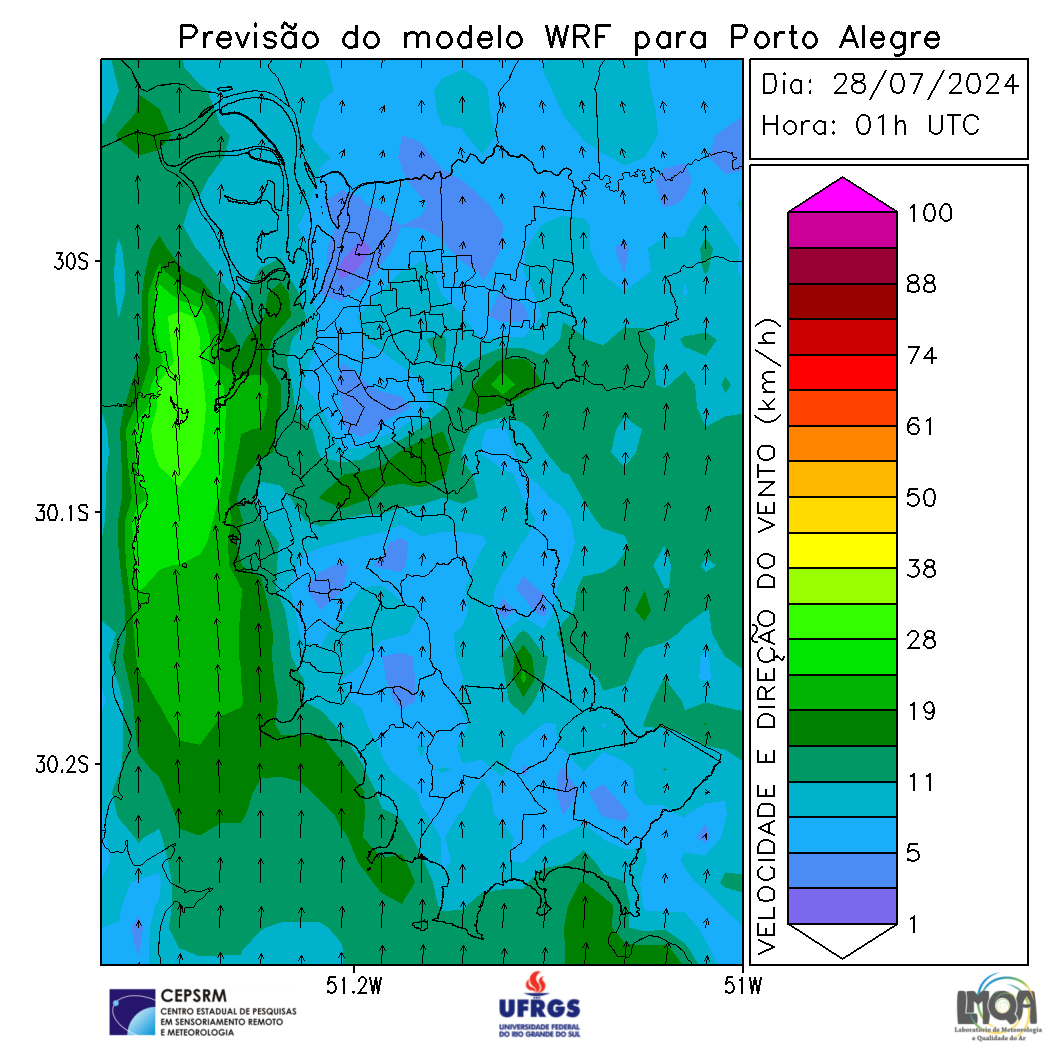 Previsão do modelo WRF para Porto Alegre
Dia: 28/07/2024
Hora: 01h UTC
30S
30.1S
30.2S
51.2W
51W
VELOCIDADE E DIREÇÃO DO VENTO (km/h)
100
88
74
61
50
38
28
19
11
5
1
CEPSRM
CENTRO ESTADUAL DE PESQUISAS
EM SENSORIAMENTO REMOTO
E METEOROLOGIA
UFRGS
UNIVERSIDADE FEDERAL
DO RIO GRANDE DO SUL
LMQA
Laboratório de Meteorologia
e Qualidade do Ar